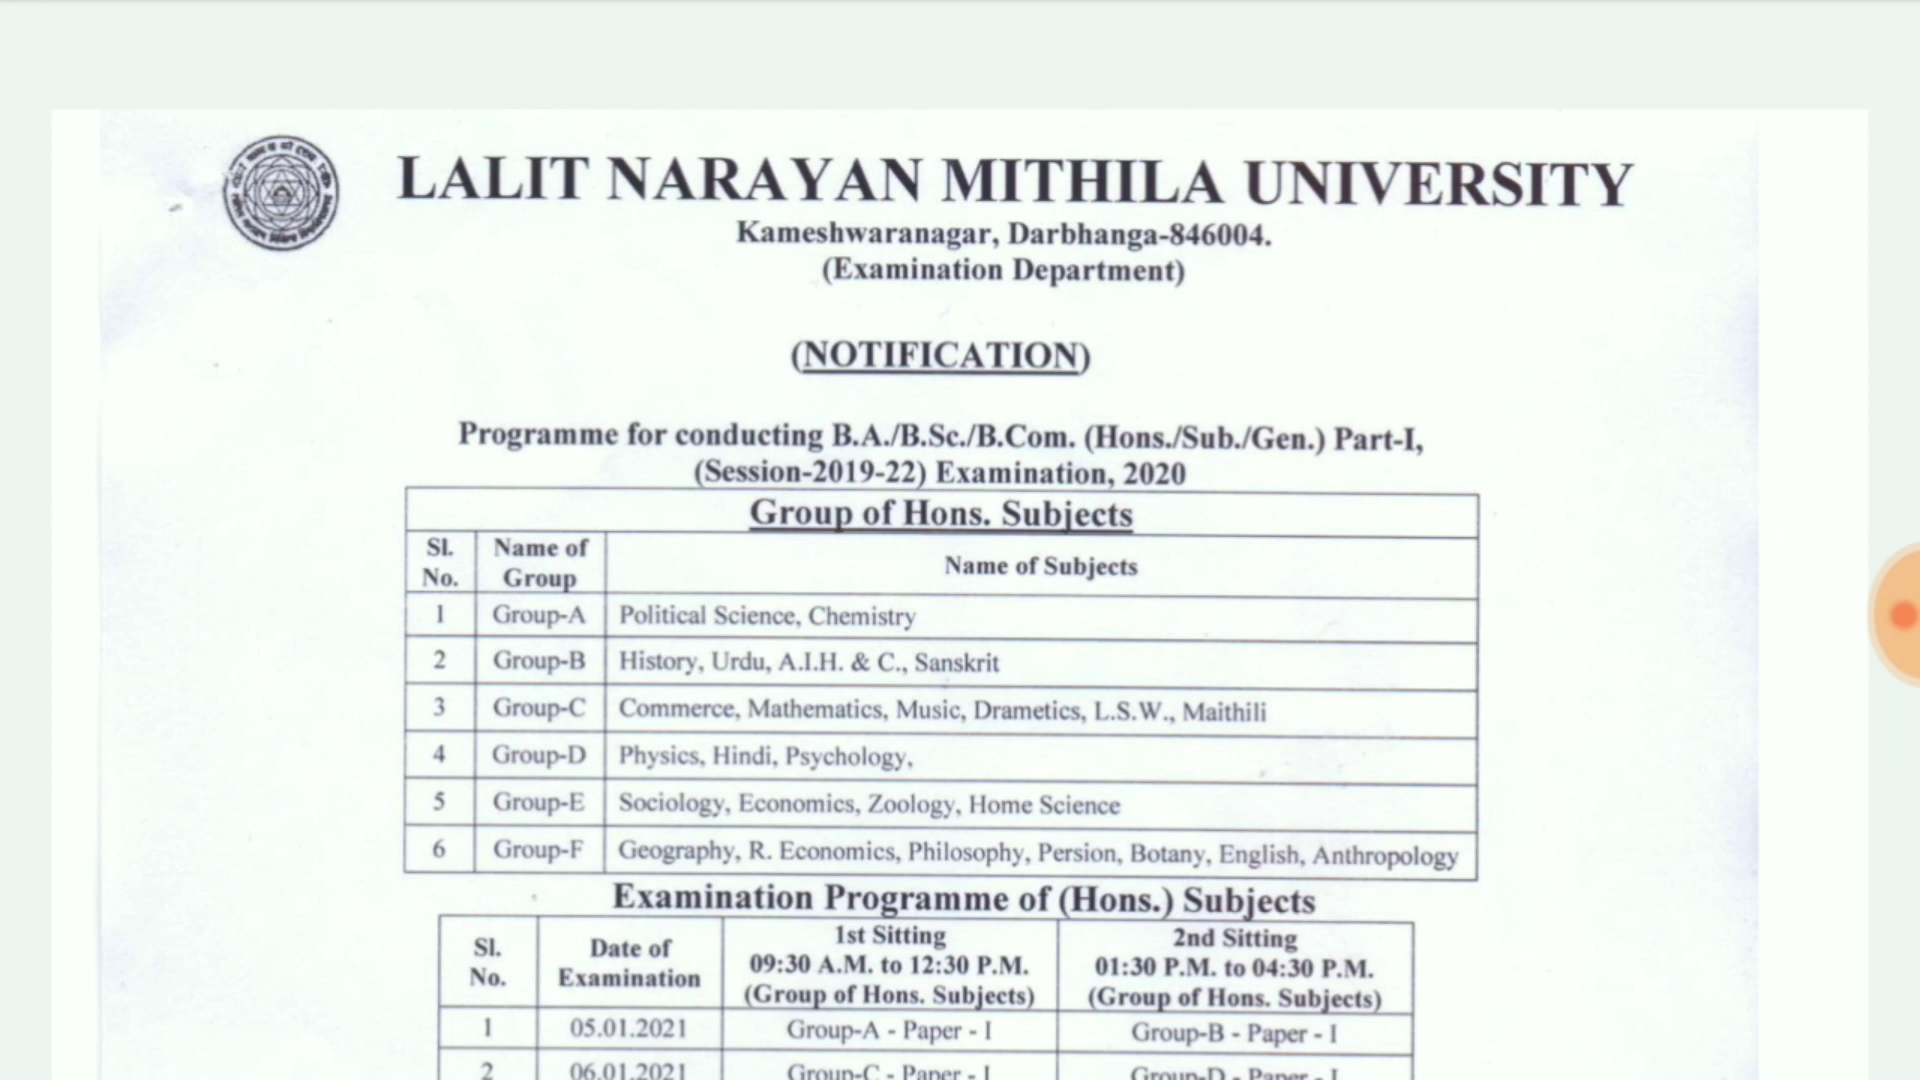 LALIT NARAYAN MITHILA UNIVERSITY
Kameshwaranagar, Darbhanga-846004.
(Examination Department)
(NOTIFICATION)
Programme for conducting B.A./B.Sc./B.Com. (Hons./Sub./Gen.) Part-I,
(Session-2019-22) Examination, 2020
Group of Hons. Subjects
Sl. No. Name of Group Name of Subjects
1 Group-A Political Science, Chemistry
2 Group-B History, Urdu, A.I.H. & C., Sanskrit
3 Group-C Commerce, Mathematics, Music, Drametics, L.S.W., Maithili
4 Group-D Physics, Hindi, Psychology,
5 Group-E Sociology, Economics, Zoology, Home Science
6 Group-F Geography, R. Economics, Philosophy, Persion, Botany, English, Anthropology
Examination Programme of (Hons.) Subjects
Sl. No. Date of Examination 1st Sitting 09:30 A.M. to 12:30 P.M. (Group of Hons. Subjects) 2nd Sitting 01:30 P.M. to 04:30 P.M. (Group of Hons. Subjects)
1 05.01.2021 Group-A - Paper - I Group-B - Paper - I
2 06.01.2021 Group-C - Paper - I Group-D - Paper - I